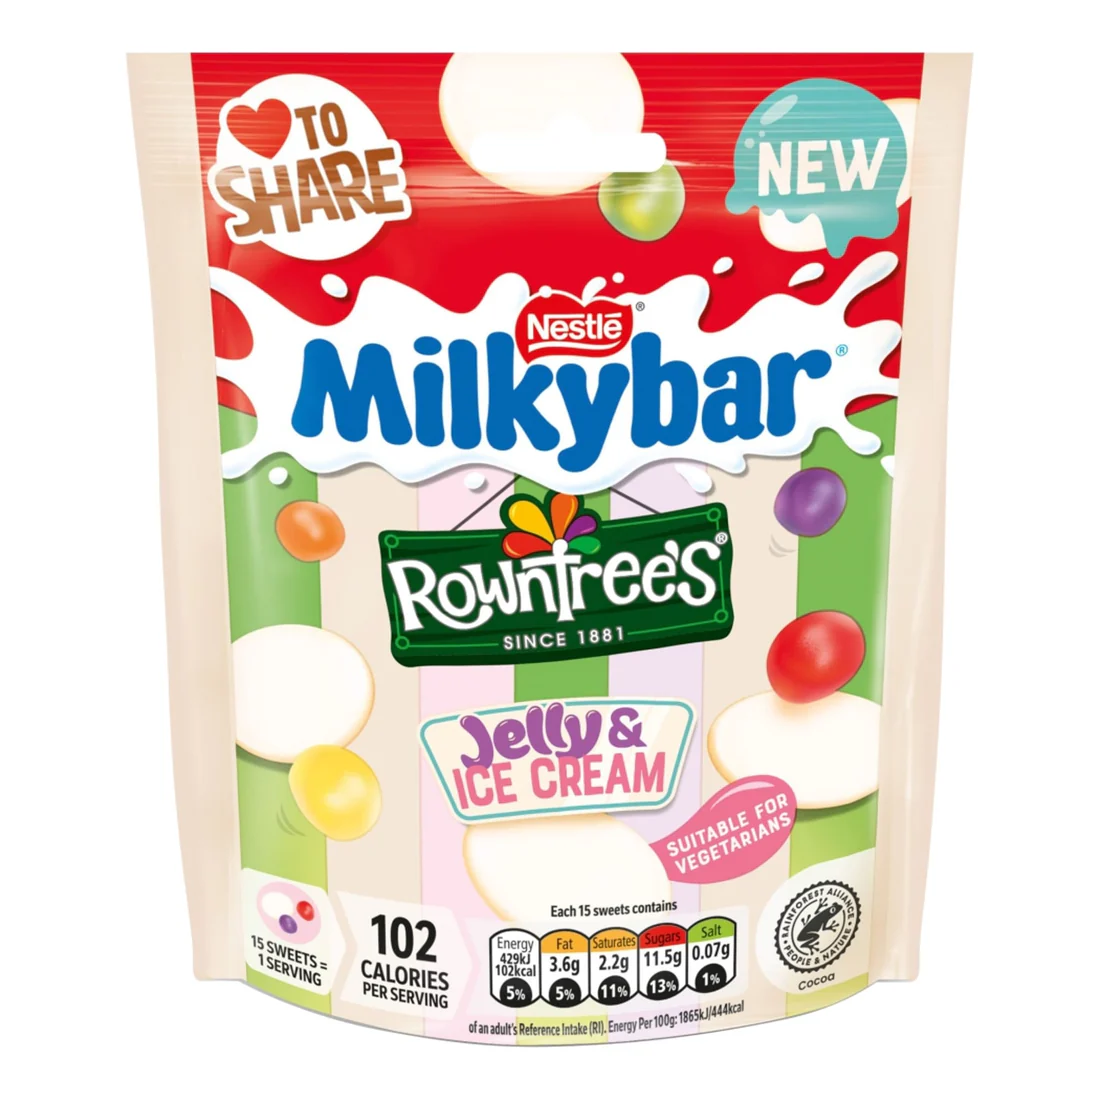 TO
SHARE
NEW
Nestlé®
Milkybar®
Rowntree's®
SINCE 1881
Jelly &
ICE CREAM
SUITABLE FOR
VEGETARIANS
15 SWEETS =
1 SERVING
102
CALORIES
PER SERVING
Each 15 sweets contains
Energy
429kJ
102kcal
5%
Fat
3.6g
5%
Saturates
2.2g
11%
Sugars
11.5g
13%
Salt
0.07g
1%
of an adult's Reference Intake (RI). Energy Per 100g: 1865kJ/444kcal
RAINFOREST ALLIANCE
PEOPLE & NATURE
Cocoa